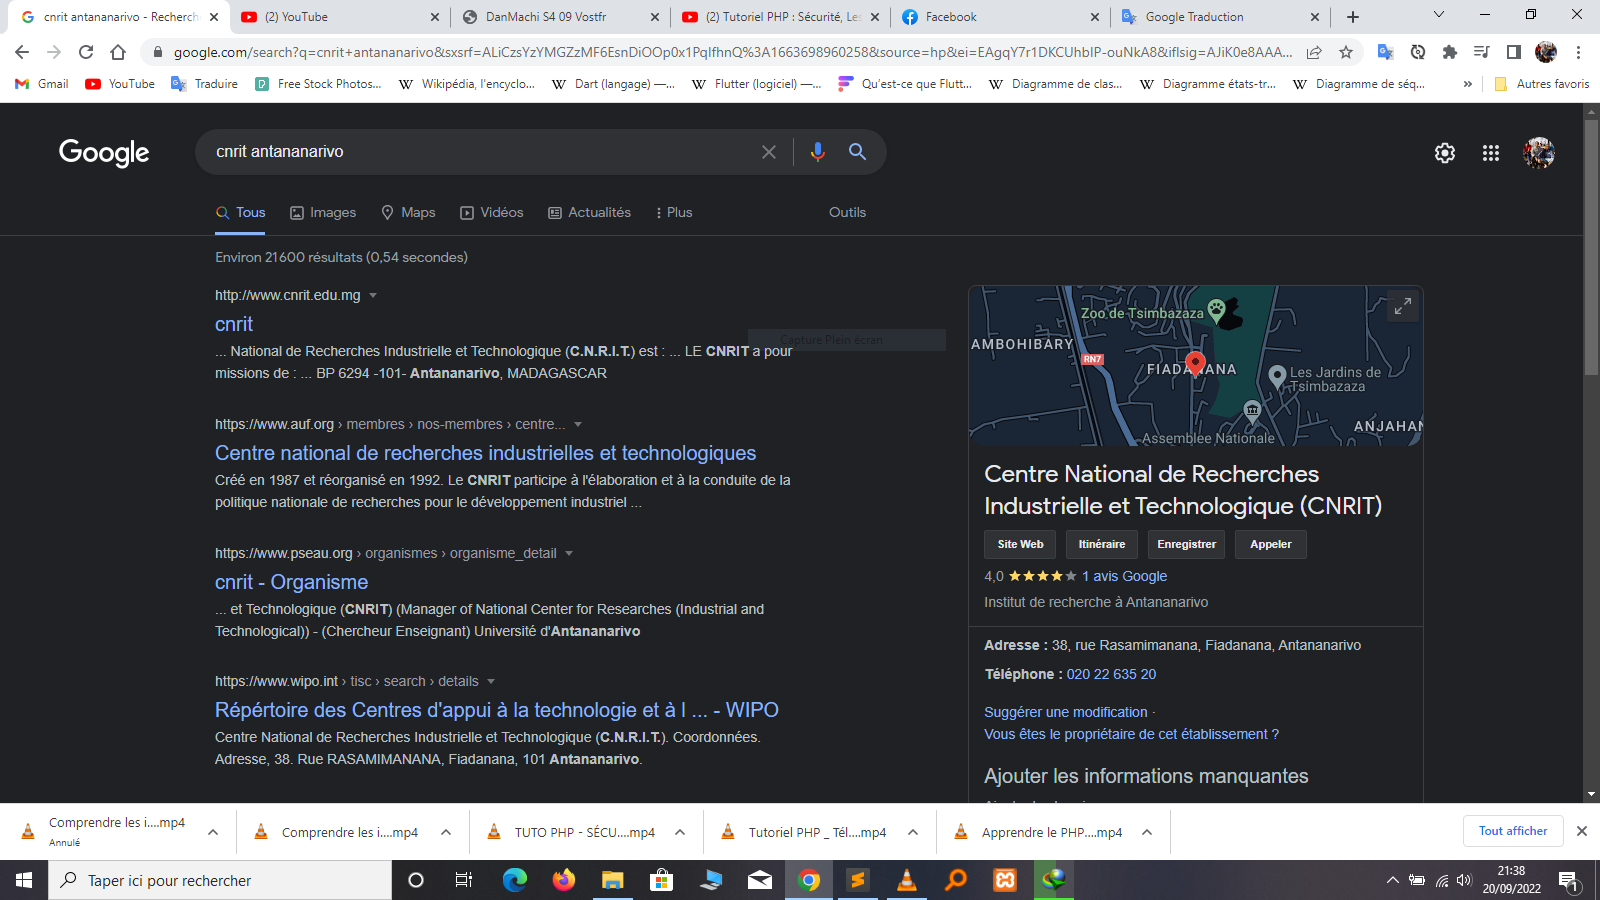 cnrit antananarivo - Recherch
(2) YouTube
DanMachi S4 09 Vostfr
(2) Tutoriel PHP : Sécurité, Les
Facebook
Google Traduction
google.com/search?q=cnrit+antananarivo&sxsrf=ALiCzsYzYMGZzMF6EsnDiOOp0x1PqIfhnQ%3A1663698960258&source=hp&ei=EAgqY7r1DKCUhbIP-ouNkA8&iflsig=AJiK0e8AAA...
Gmail
YouTube
Traduire
Free Stock Photos...
Wikipédia, l'encyclo...
Dart (langage) —...
Flutter (logiciel) —...
Qu'est-ce que Flutt...
Diagramme de clas...
Diagramme états-tr...
Diagramme de séq...
»
Autres favoris
Google
cnrit antananarivo
Tous
Images
Maps
Vidéos
Actualités
Plus
Outils
Environ 21 600 résultats (0,54 secondes)
http://www.cnrit.edu.mg
cnrit
Capture Plein écran
... National de Recherches Industrielle et Technologique (C.N.R.I.T.) est : ... LE CNRIT a pour
missions de : ... BP 6294 -101- Antananarivo, MADAGASCAR
https://www.auf.org › membres › nos-membres › centre...
Centre national de recherches industrielles et technologiques
Créé en 1987 et réorganisé en 1992. Le CNRIT participe à l'élaboration et à la conduite de la
politique nationale de recherches pour le développement industriel ...
https://www.pseau.org › organismes › organisme_detail
cnrit - Organisme
... et Technologique (CNRIT) (Manager of National Center for Researches (Industrial and
Technological)) - (Chercheur Enseignant) Université d'Antananarivo
https://www.wipo.int › tisc › search › details
Répértoire des Centres d'appui à la technologie et à l ... - WIPO
Centre National de Recherches Industrielle et Technologique (C.N.R.I.T.). Coordonnées.
Adresse, 38. Rue RASAMIMANANA, Fiadanana, 101 Antananarivo.
Zoo de Tsimbazaza
AMBOHIBARY
RN7
FIADANANA
Les Jardins de
Tsimbazaza
ANJAHAN
Assemblee Nationale
Centre National de Recherches
Industrielle et Technologique (CNRIT)
Site Web
Itinéraire
Enregistrer
Appeler
4,0
1 avis Google
Institut de recherche à Antananarivo
Adresse : 38, rue Rasamimanana, Fiadanana, Antananarivo
Téléphone : 020 22 635 20
Suggérer une modification ·
Vous êtes le propriétaire de cet établissement ?
Ajouter les informations manquantes
Comprendre les i....mp4
Annulé
Comprendre les i....mp4
TUTO PHP - SÉCU....mp4
Tutoriel PHP _ Tél....mp4
Apprendre le PHP....mp4
Tout afficher
Taper ici pour rechercher
21:38
20/09/2022
1